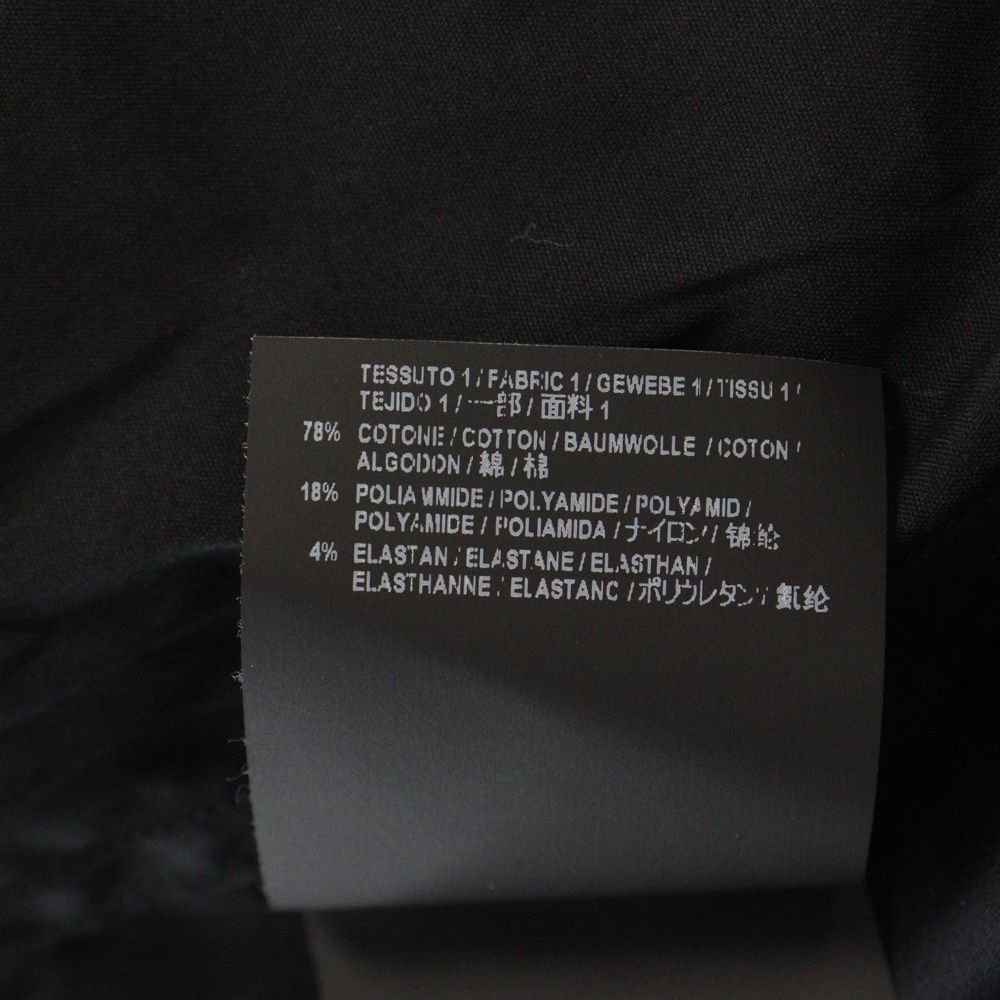 TESSUTO 1 / FABRIC 1 / GEWEBE 1 / TISSU 1 /
TEJIDO 1 / 一部 / 面料 1
78% COTONE / COTTON / BAUMWOLLE / COTON /
ALGODON / 綿 / 棉
18% POLIAMMIDE / POLYAMIDE / POLYAMID /
POLYAMIDE / POLIAMIDA / ナイロン / 锦纶
4% ELASTAN / ELASTANE / ELASTHAN /
ELASTHANNE / ELASTANO / ポリウレタン / 氨纶